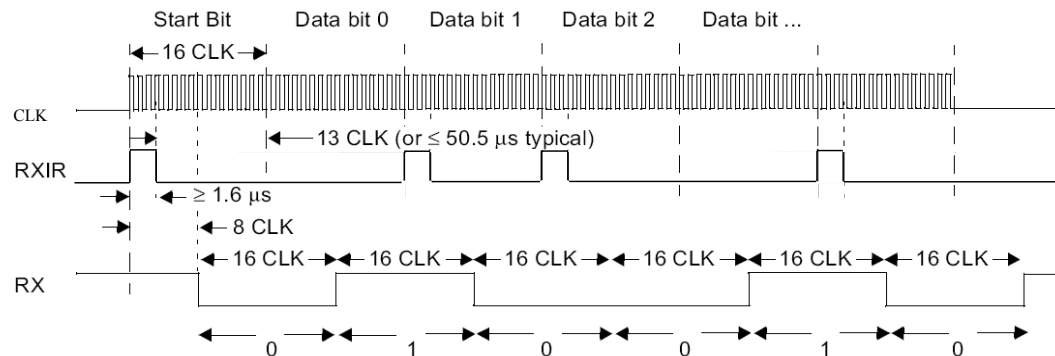 Start Bit Data bit 0 Data bit 1 Data bit 2 Data bit ...
16 CLK
CLK
13 CLK (or ≤ 50.5 μs typical)
RXIR
≥ 1.6 μs
8 CLK
16 CLK 16 CLK 16 CLK 16 CLK 16 CLK 16 CLK
RX
0 1 0 0 1 0